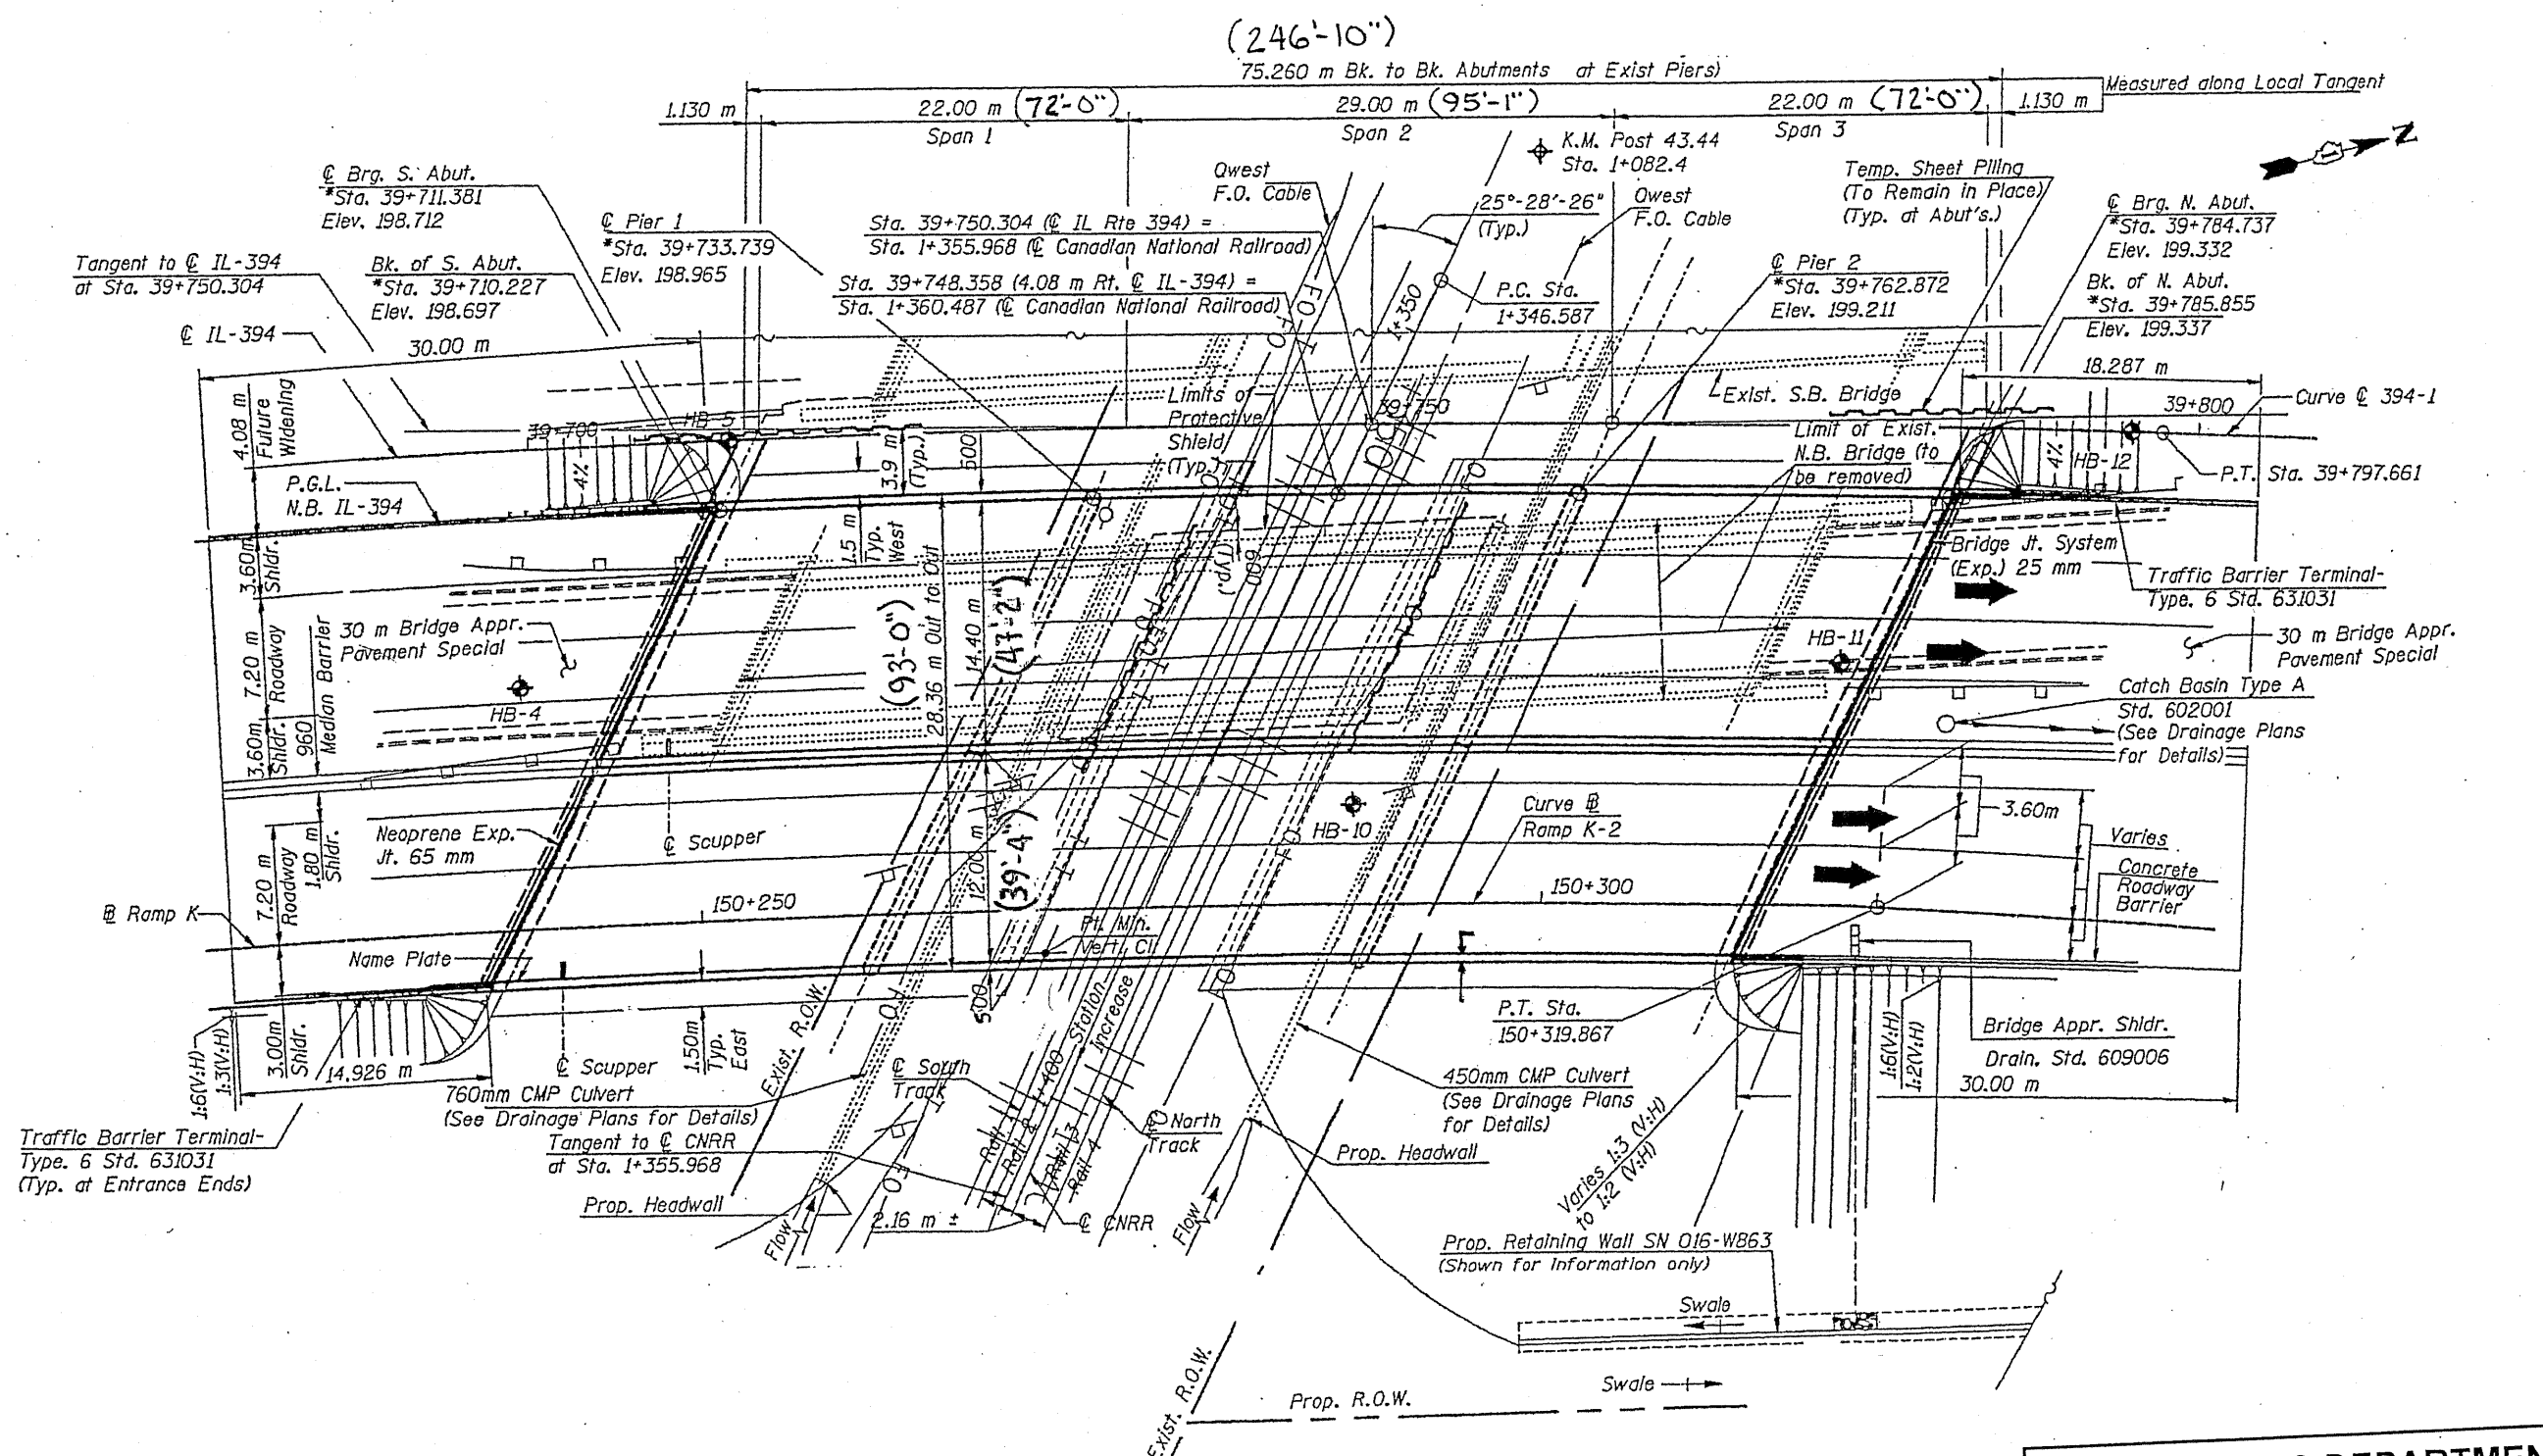 (246'-10")
75.260 m Bk. to Bk. Abutments at Exist Piers)
Measured along Local Tangent
1.130 m
22.00 m (72'-0")
29.00 m (95'-1")
22.00 m (72'-0")
1.130 m
Span 1
Span 2
Span 3
N
K.M. Post 43.44
Sta. 1+082.4
℄ Brg. S. Abut.
*Sta. 39+711.381
Elev. 198.712
℄ Pier 1
*Sta. 39+733.739
Elev. 198.965
Sta. 39+750.304 (℄ IL Rte 394) =
Sta. 1+355.968 (℄ Canadian National Railroad)
Sta. 39+748.358 (4.08 m Rt. ℄ IL-394) =
Sta. 1+360.487 (℄ Canadian National Railroad)
Qwest
F.O. Cable
25°-28'-26"
(Typ.)
Qwest
F.O. Cable
Temp. Sheet Piling
(To Remain in Place)
(Typ. at Abut's.)
℄ Brg. N. Abut.
*Sta. 39+784.737
Elev. 199.332
Bk. of N. Abut.
*Sta. 39+785.855
Elev. 199.337
Tangent to ℄ IL-394
at Sta. 39+750.304
Bk. of S. Abut.
*Sta. 39+710.227
Elev. 198.697
℄ Pier 2
*Sta. 39+762.872
Elev. 199.211
P.C. Sta.
1+346.587
1+350
℄ IL-394
30.00 m
18.287 m
Curve ℄ 394-1
39+800
P.T. Sta. 39+797.661
4.08 m
Future
Widening
39+700
HB-5
4%
Limits of
Protective
Shield
(Typ.)
39+750
Exist. S.B. Bridge
Limit of Exist.
N.B. Bridge (to
be removed)
4%
HB-12
3.9 m
(Typ.)
600
P.G.L.
N.B. IL-394
1.5 m
Typ.
West
600
(Typ.)
Bridge Jt. System
(Exp.) 25 mm
Traffic Barrier Terminal-
Type. 6 Std. 631031
3.60m
Shldr.
7.20 m
Roadway
3.60m
Shldr.
960
Median Barrier
30 m Bridge Appr.
Pavement Special
HB-4
(93'-0")
28.36 m Out to Out
14.40 m
(47'-2")
HB-11
30 m Bridge Appr.
Pavement Special
Catch Basin Type A
Std. 602001
(See Drainage Plans
for Details)
7.20 m
Roadway
1.80 m
Shldr.
Neoprene Exp.
Jt. 65 mm
℄ Scupper
12.00 m
(39'-4")
HB-10
Curve ⅊
Ramp K-2
3.60m
Varies
Concrete
Roadway
Barrier
⅊ Ramp K
150+250
150+300
Name Plate
Pt. Min.
Vert. Cl.
500
3.00m
Shldr.
1:6(V:H)
1:3(V:H)
14.926 m
℄ Scupper
1.50m
Typ.
East
Exist. R.O.W.
P.T. Sta.
150+319.867
Bridge Appr. Shldr.
Drain. Std. 609006
1:6(V:H)
1:2(V:H)
30.00 m
760mm CMP Culvert
(See Drainage Plans for Details)
Tangent to ℄ CNRR
at Sta. 1+355.968
℄ South
Track
1+400
Station
Increase
℄ North
Track
Rail 1
Rail 2
Rail 3
Rail 4
450mm CMP Culvert
(See Drainage Plans
for Details)
Traffic Barrier Terminal-
Type. 6 Std. 631031
(Typ. at Entrance Ends)
Prop. Headwall
Prop. Headwall
Flow
FO
2.16 m ±
℄ CNRR
Flow
Varies 1:3 (V:H)
to 1:2 (V:H)
Prop. Retaining Wall SN 016-W863
(Shown for Information only)
Swale
Swale
Exist. R.O.W.
Prop. R.O.W.